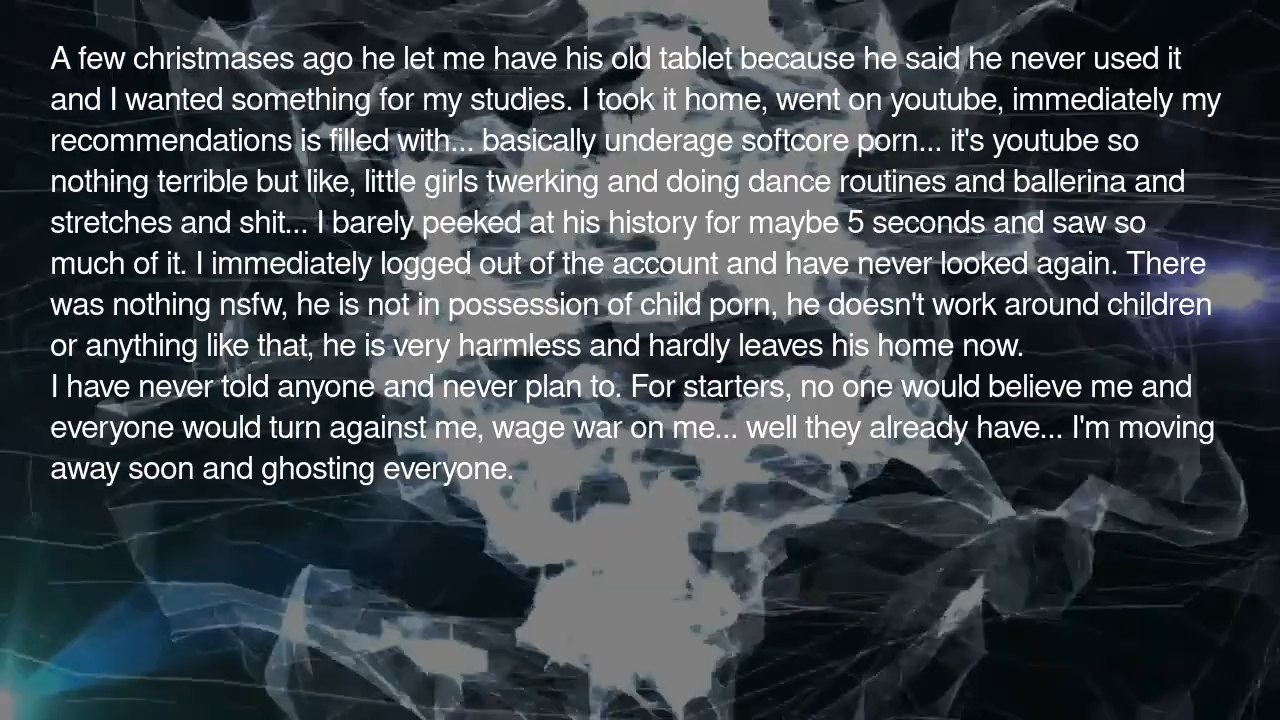 A few christmases ago he let me have his old tablet because he said he never used it
and I wanted something for my studies. I took it home, went on youtube, immediately my
recommendations is filled with... basically underage softcore porn... it's youtube so
nothing terrible but like, little girls twerking and doing dance routines and ballerina and
stretches and shit... I barely peeked at his history for maybe 5 seconds and saw so
much of it. I immediately logged out of the account and have never looked again. There
was nothing nsfw, he is not in possession of child porn, he doesn't work around children
or anything like that, he is very harmless and hardly leaves his home now.
I have never told anyone and never plan to. For starters, no one would believe me and
everyone would turn against me, wage war on me... well they already have... I'm moving
away soon and ghosting everyone.